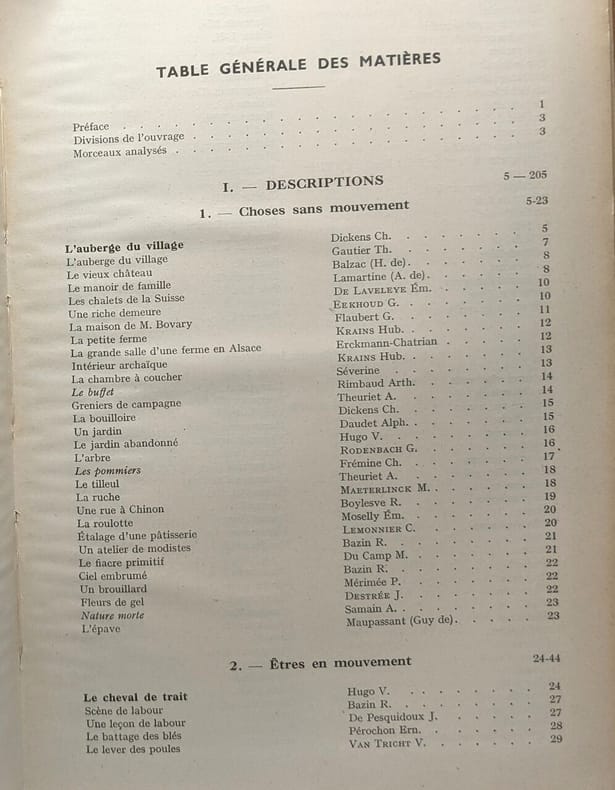 TABLE GÉNÉRALE DES MATIÈRES
Préface . . . . . . . . . . 1
Divisions de l'ouvrage . . . . . . . . . . 3
Morceaux analysés . . . . . . . . . . 3
I. — DESCRIPTIONS 5 — 205
1. — Choses sans mouvement 5-23
L'auberge du village Dickens Ch. . . . . . . 5
L'auberge du village Gautier Th. . . . . . . 7
Le vieux château Balzac (H. de) . . . . . . 8
Le manoir de famille Lamartine (A. de) . . . . . . 8
Les chalets de la Suisse DE LAVELEYE Ém. . . . . . . 10
Une riche demeure EEKHOUD G. . . . . . . 10
La maison de M. Bovary Flaubert G. . . . . . . 11
La petite ferme KRAINS Hub. . . . . . . 12
La grande salle d'une ferme en Alsace Erckmann-Chatrian . . . . . . 12
Intérieur archaïque KRAINS Hub. . . . . . . 13
La chambre à coucher Séverine . . . . . . 13
Le buffet Rimbaud Arth. . . . . . . 14
Greniers de campagne Theuriet A. . . . . . . 14
La bouilloire Dickens Ch. . . . . . . 15
Un jardin Daudet Alph. . . . . . . 15
Le jardin abandonné Hugo V. . . . . . . 16
L'arbre RODENBACH G. . . . . . . 16
Les pommiers Frémine Ch. . . . . . . 17
Le tilleul Theuriet A. . . . . . . 18
La ruche MAETERLINCK M. . . . . . . 18
Une rue à Chinon Boylesve R. . . . . . . 19
La roulotte Moselly Ém. . . . . . . 20
Étalage d'une pâtisserie LEMONNIER C. . . . . . . 20
Un atelier de modistes Bazin R. . . . . . . 21
Le fiacre primitif Du Camp M. . . . . . . 21
Ciel embrumé Bazin R. . . . . . . 22
Un brouillard Mérimée P. . . . . . . 22
Fleurs de gel DESTRÉE J. . . . . . . 22
Nature morte Samain A. . . . . . . 23
L'épave Maupassant (Guy de) . . . . . . 23
2. — Êtres en mouvement 24-44
Le cheval de trait Hugo V. . . . . . . 24
Scène de labour Bazin R. . . . . . . 27
Une leçon de labour De Pesquidoux J. . . . . . . 27
Le battage des blés Pérochon Ern. . . . . . . 28
Le lever des poules VAN TRICHT V. . . . . . . 29